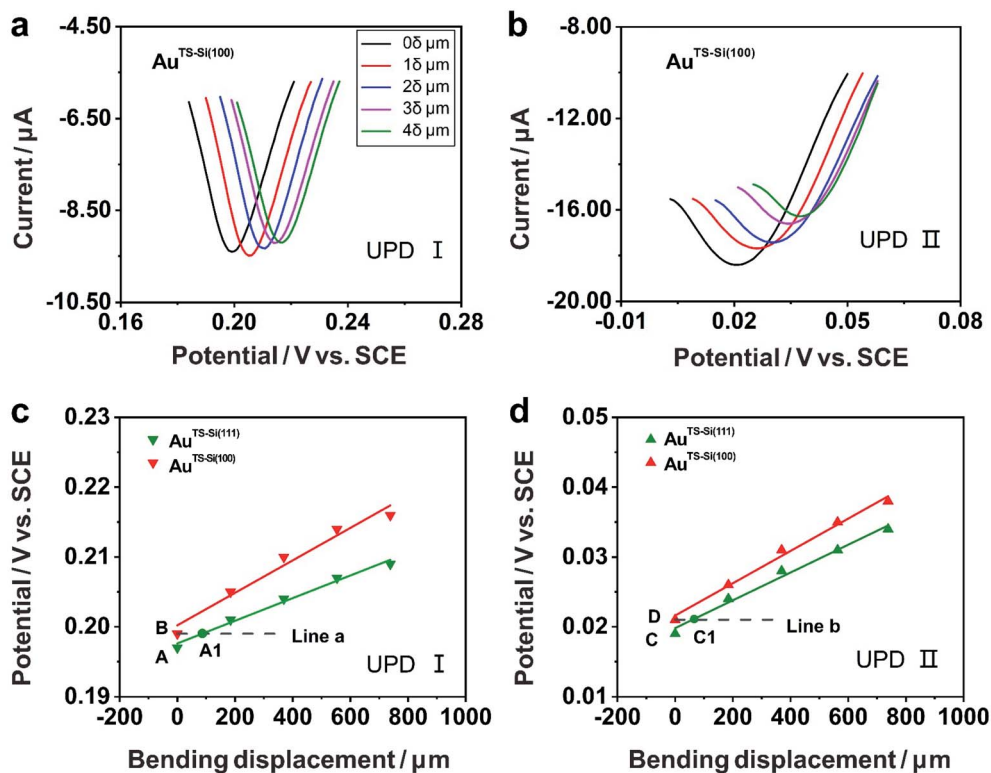 a
-4.50
-6.50
-8.50
-10.50
Current / μA
Au^TS-Si(100)
0δ μm
1δ μm
2δ μm
3δ μm
4δ μm
UPD Ⅰ
0.16 0.20 0.24 0.28
Potential / V vs. SCE
b
-8.00
-12.00
-16.00
-20.00
Current / μA
Au^TS-Si(100)
UPD Ⅱ
-0.01 0.02 0.05 0.08
Potential / V vs. SCE
c
0.23
0.22
0.21
0.20
0.19
Potential / V vs. SCE
Au^TS-Si(111)
Au^TS-Si(100)
B
A
A1
Line a
UPD Ⅰ
-200 0 200 400 600 800 1000
Bending displacement / μm
d
0.05
0.04
0.03
0.02
0.01
Potential / V vs. SCE
Au^TS-Si(111)
Au^TS-Si(100)
D
C
C1
Line b
UPD Ⅱ
-200 0 200 400 600 800 1000
Bending displacement / μm